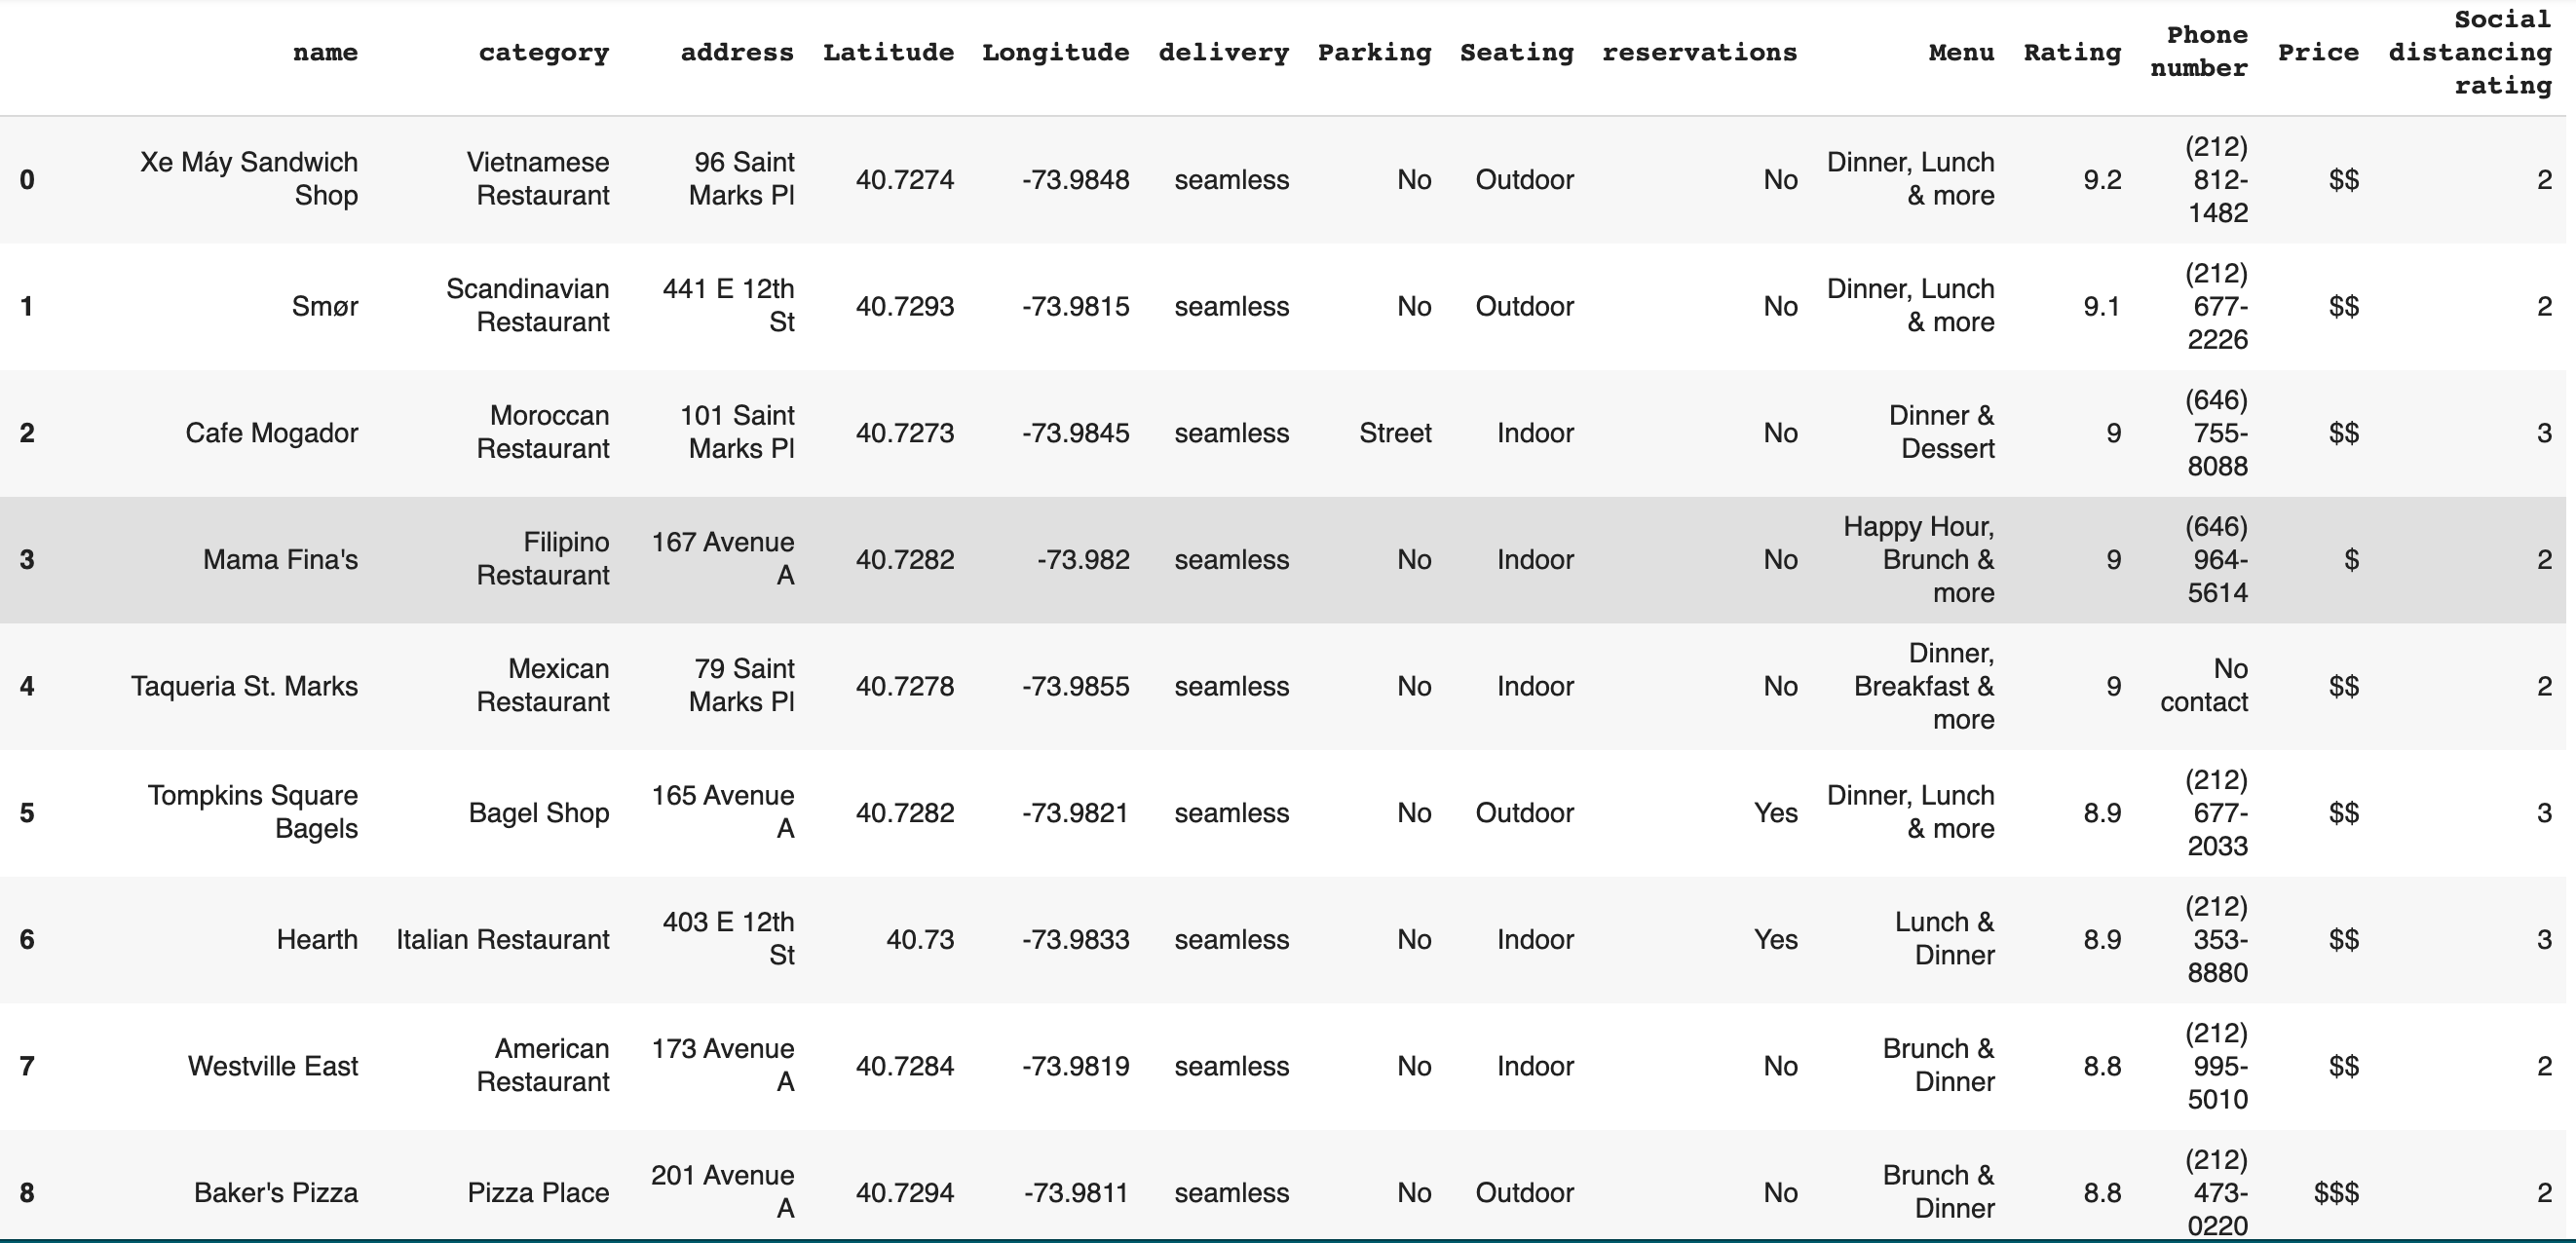 name category address Latitude Longitude delivery Parking Seating reservations Menu Rating Phone number Price Social distancing rating
0 Xe Máy Sandwich Shop Vietnamese Restaurant 96 Saint Marks Pl 40.7274 -73.9848 seamless No Outdoor No Dinner, Lunch & more 9.2 (212) 812-1482 $$ 2
1 Smør Scandinavian Restaurant 441 E 12th St 40.7293 -73.9815 seamless No Outdoor No Dinner, Lunch & more 9.1 (212) 677-2226 $$ 2
2 Cafe Mogador Moroccan Restaurant 101 Saint Marks Pl 40.7273 -73.9845 seamless Street Indoor No Dinner & Dessert 9 (646) 755-8088 $$ 3
3 Mama Fina's Filipino Restaurant 167 Avenue A 40.7282 -73.982 seamless No Indoor No Happy Hour, Brunch & more 9 (646) 964-5614 $ 2
4 Taqueria St. Marks Mexican Restaurant 79 Saint Marks Pl 40.7278 -73.9855 seamless No Indoor No Dinner, Breakfast & more 9 No contact $$ 2
5 Tompkins Square Bagels Bagel Shop 165 Avenue A 40.7282 -73.9821 seamless No Outdoor Yes Dinner, Lunch & more 8.9 (212) 677-2033 $$ 3
6 Hearth Italian Restaurant 403 E 12th St 40.73 -73.9833 seamless No Indoor Yes Lunch & Dinner 8.9 (212) 353-8880 $$ 3
7 Westville East American Restaurant 173 Avenue A 40.7284 -73.9819 seamless No Indoor No Brunch & Dinner 8.8 (212) 995-5010 $$ 2
8 Baker's Pizza Pizza Place 201 Avenue A 40.7294 -73.9811 seamless No Outdoor No Brunch & Dinner 8.8 (212) 473-0220 $$$ 2